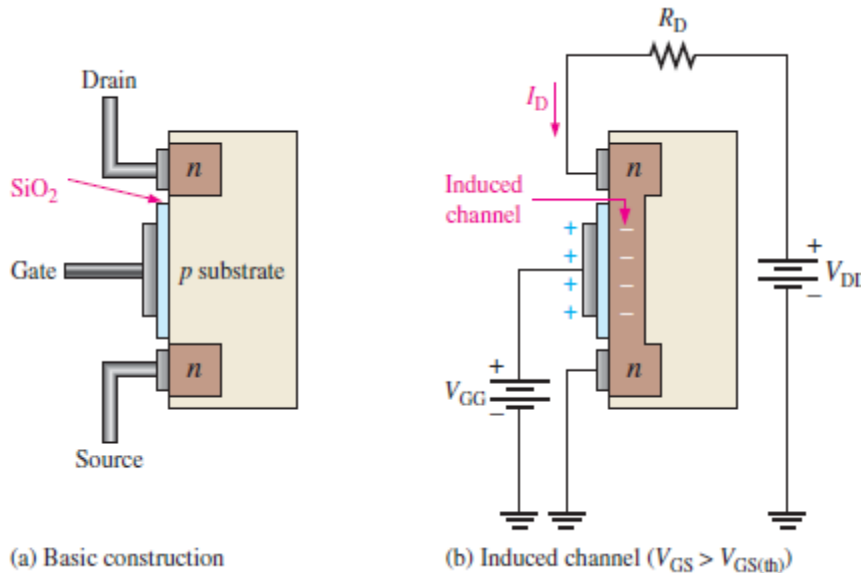 Drain
n
SiO₂
Gate
p substrate
n
Source
(a) Basic construction
R_D
I_D
n
Induced
channel
+
+
+
+
−
−
−
−
+
V_DD
−
+
V_GG
−
n
(b) Induced channel (V_GS > V_GS(th))